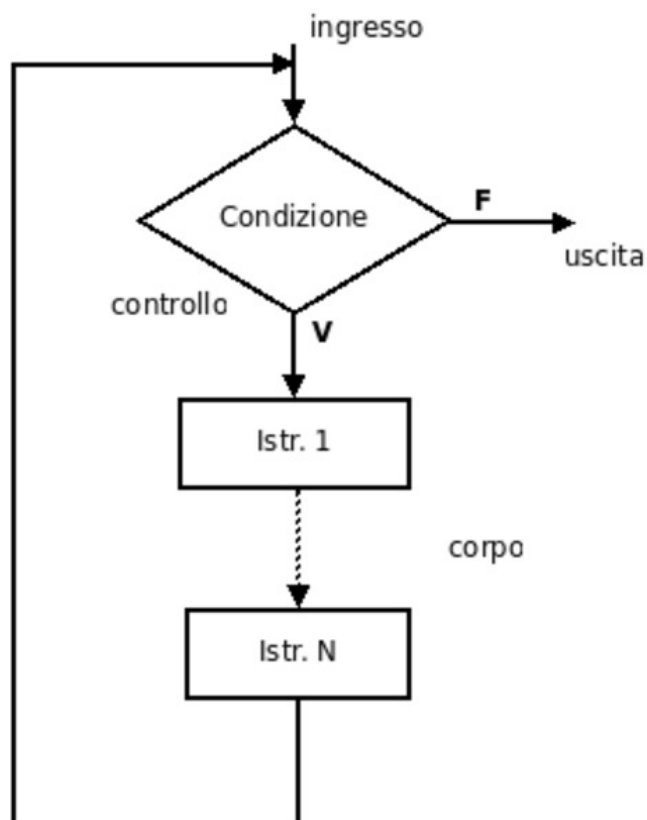 ingresso
Condizione
F
uscita
controllo
V
Istr. 1
corpo
Istr. N